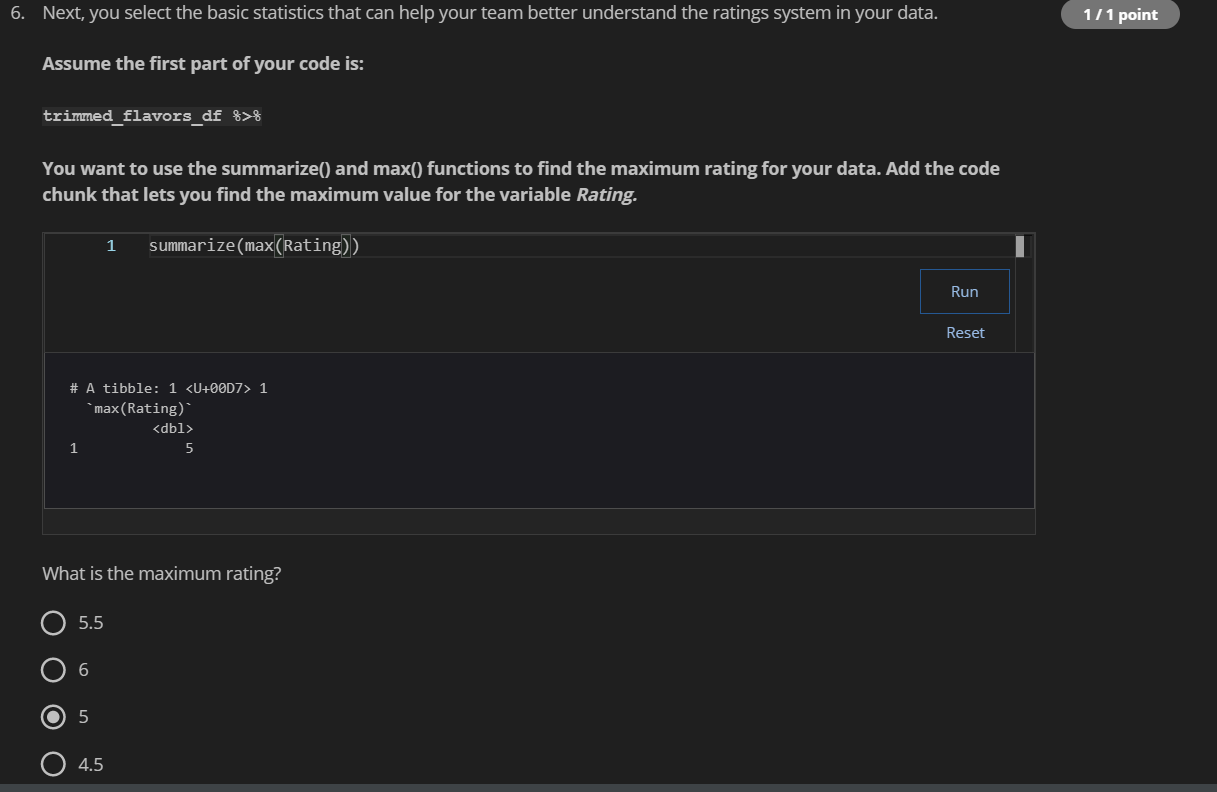 6. Next, you select the basic statistics that can help your team better understand the ratings system in your data.
1 / 1 point
Assume the first part of your code is:
trimmed_flavors_df %>%
You want to use the summarize() and max() functions to find the maximum rating for your data. Add the code
chunk that lets you find the maximum value for the variable Rating.
1 summarize(max(Rating))
Run
Reset
# A tibble: 1 <U+00D7> 1
`max(Rating)`
<dbl>
1 5
What is the maximum rating?
5.5
6
5
4.5